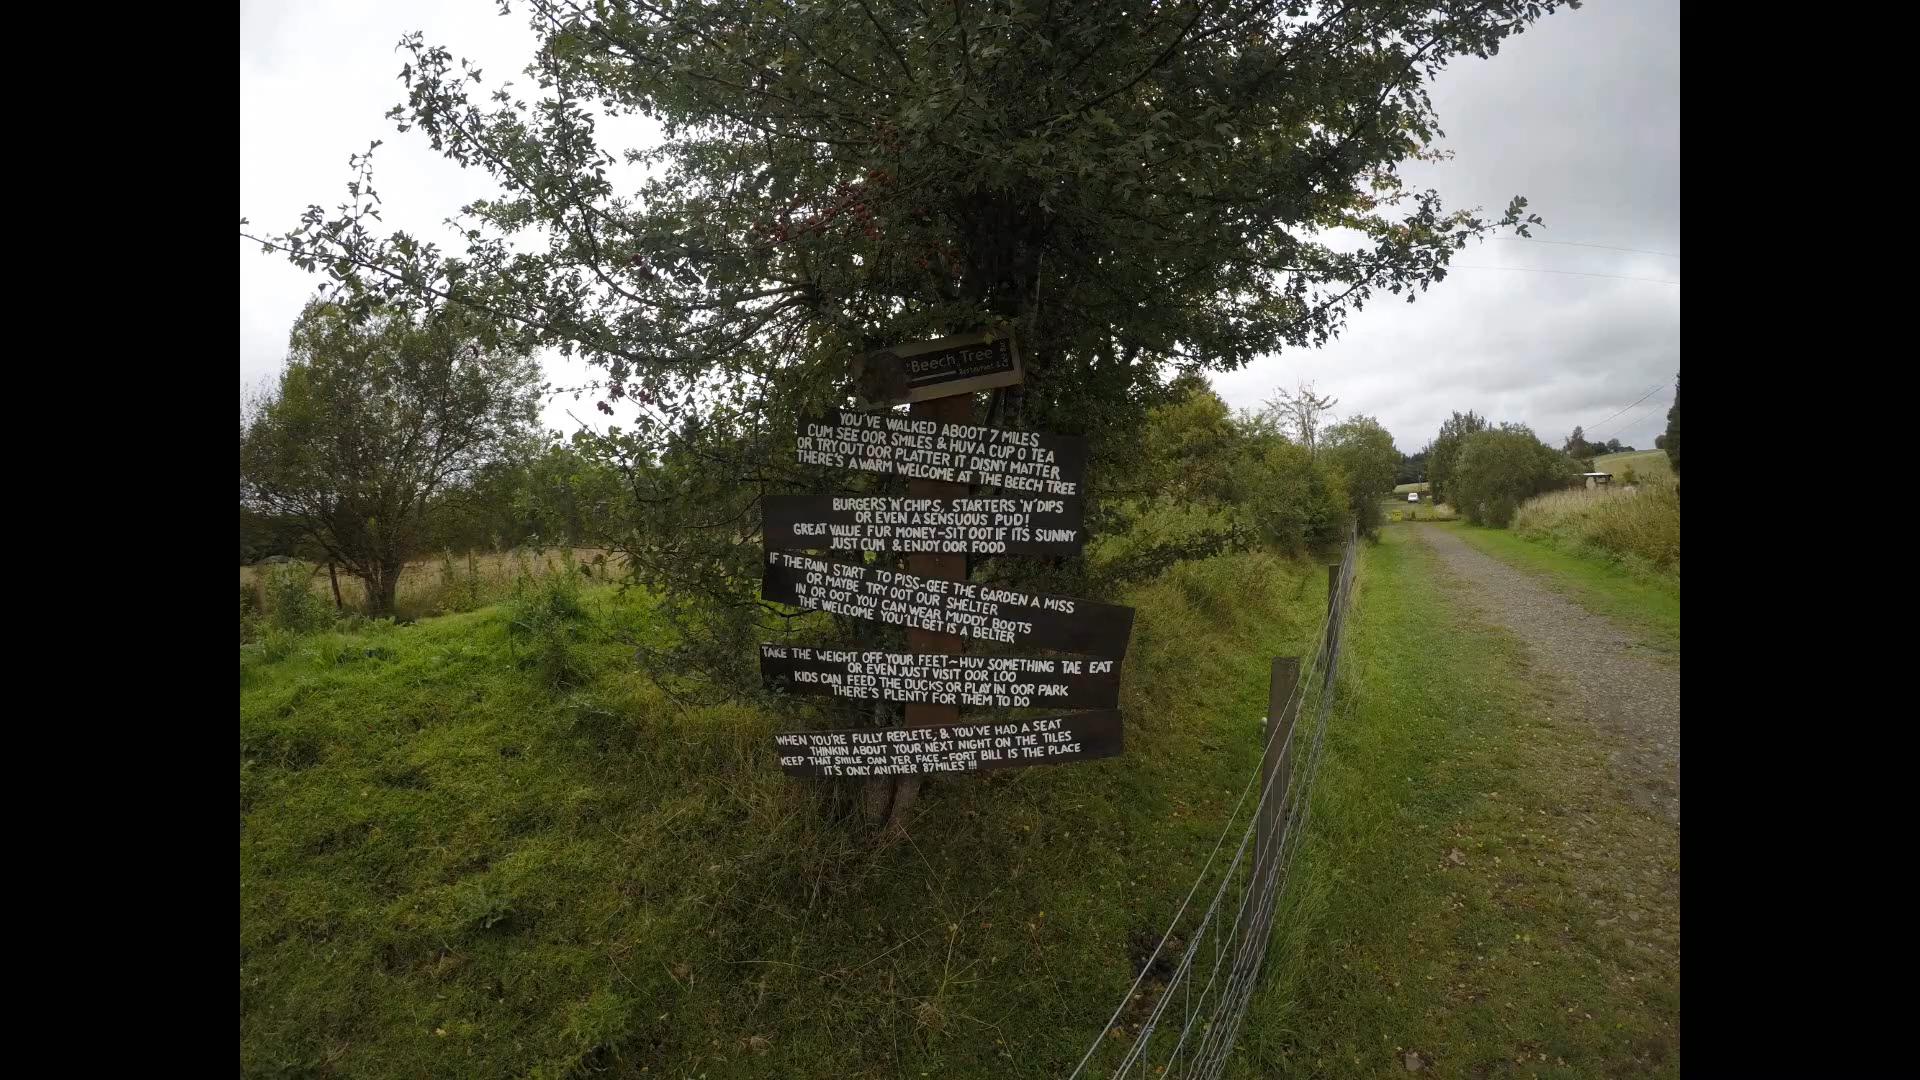 Beech Tree
Restaurant &
Café Bar
YOU'VE WALKED ABOOT 7 MILES
CUM SEE OOR SMILES & HUV A CUP O TEA
OR TRY OUT OOR PLATTER IT DISNY MATTER
THERE'S A WARM WELCOME AT THE BEECH TREE
BURGERS 'N' CHIPS, STARTERS 'N' DIPS
OR EVEN A SENSUOUS PUD!
GREAT VALUE FUR MONEY-SIT OOT IF ITS SUNNY
JUST CUM & ENJOY OOR FOOD
IF THE RAIN START TO PISS-GEE THE GARDEN A MISS
OR MAYBE TRY OOT OUR SHELTER
IN OR OOT YOU CAN WEAR MUDDY BOOTS
THE WELCOME YOU'LL GET IS A BELTER
TAKE THE WEIGHT OFF YOUR FEET~HUV SOMETHING TAE EAT
OR EVEN JUST VISIT OOR LOO
KIDS CAN FEED THE DUCKS OR PLAY IN OOR PARK
THERE'S PLENTY FOR THEM TO DO
WHEN YOU'RE FULLY REPLETE, & YOU'VE HAD A SEAT
THINKIN ABOUT YOUR NEXT NIGHT ON THE TILES
KEEP THAT SMILE OAN YER FACE-FORT BILL IS THE PLACE
IT'S ONLY ANITHER 87 MILES !!!